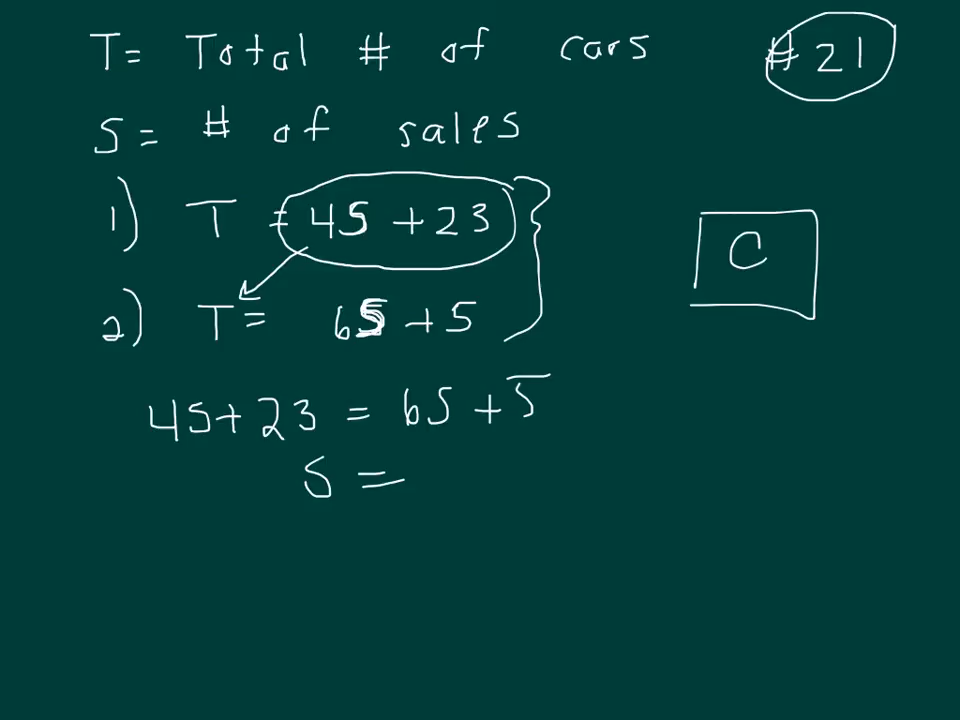 T= Total # of cars #21
S= # of sales
1) T = 4S + 23
C
2) T= 6S +5
4S+23 = 6S +5
S =